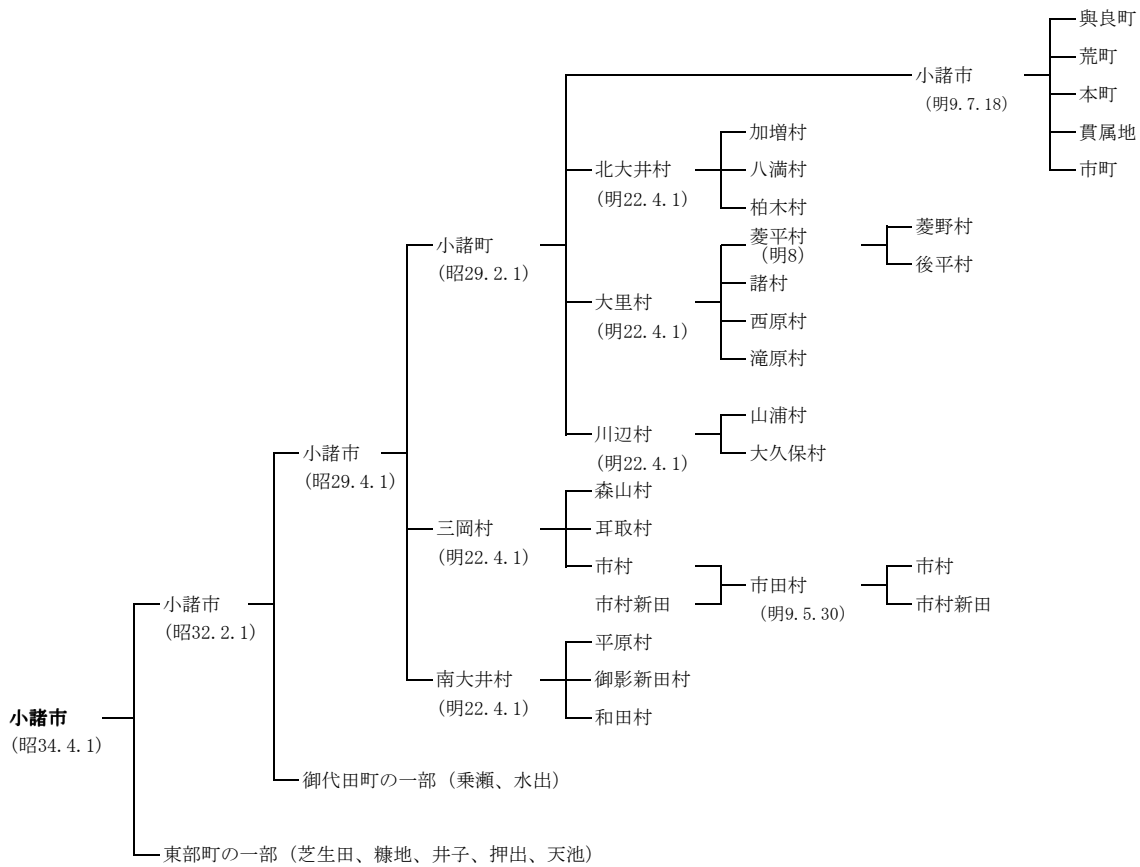 與良町
荒町
小諸市
(明9.7.18)
本町
貫属地
市町
加増村
北大井村
(明22.4.1)
八満村
柏木村
小諸町
(昭29.2.1)
菱平村
(明8)
菱野村
後平村
諸村
大里村
(明22.4.1)
西原村
滝原村
山浦村
川辺村
(明22.4.1)
大久保村
小諸市
(昭29.4.1)
森山村
三岡村
(明22.4.1)
耳取村
市村
市田村
(明9.5.30)
市村
市村新田
市村新田
小諸市
(昭32.2.1)
平原村
南大井村
(明22.4.1)
御影新田村
和田村
小諸市
(昭34.4.1)
御代田町の一部（乗瀬、水出）
東部町の一部（芝生田、糠地、井子、押出、天池）